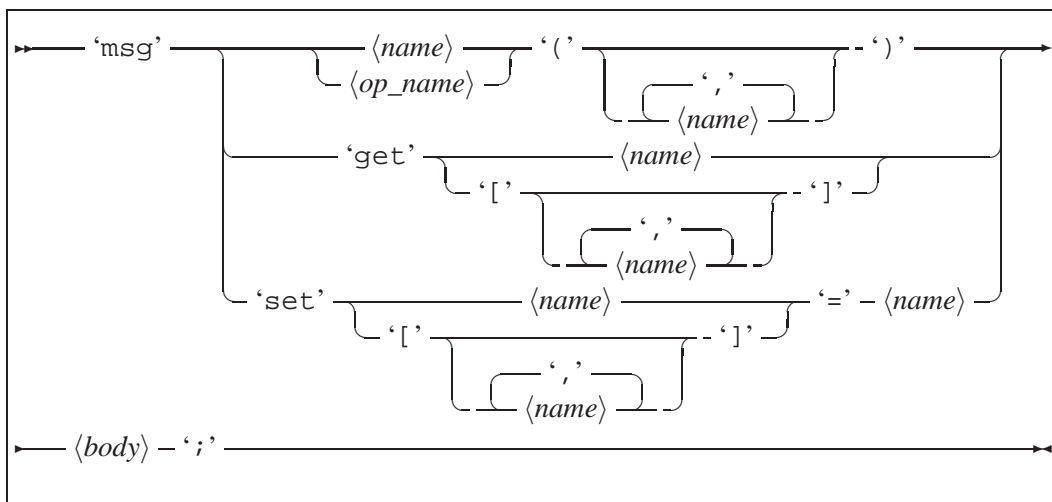 ‘msg’ ⟨name⟩ ‘(’ ‘)’
⟨op_name⟩ ‘,’
⟨name⟩
‘get’ ⟨name⟩
‘[’ ‘]’
‘,’
⟨name⟩
‘set’ ⟨name⟩ ‘=’ ⟨name⟩
‘[’ ‘]’
‘,’
⟨name⟩
⟨body⟩ ‘;’